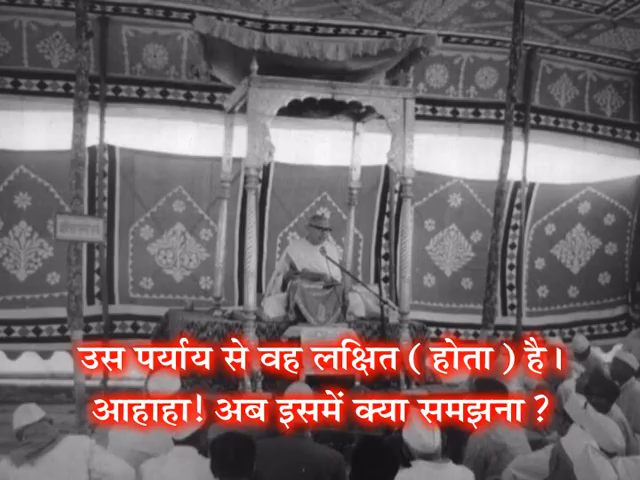 उस पर्याय से वह लक्षित ( होता ) है ।
आहाहा! अब इसमें क्या समझना ?